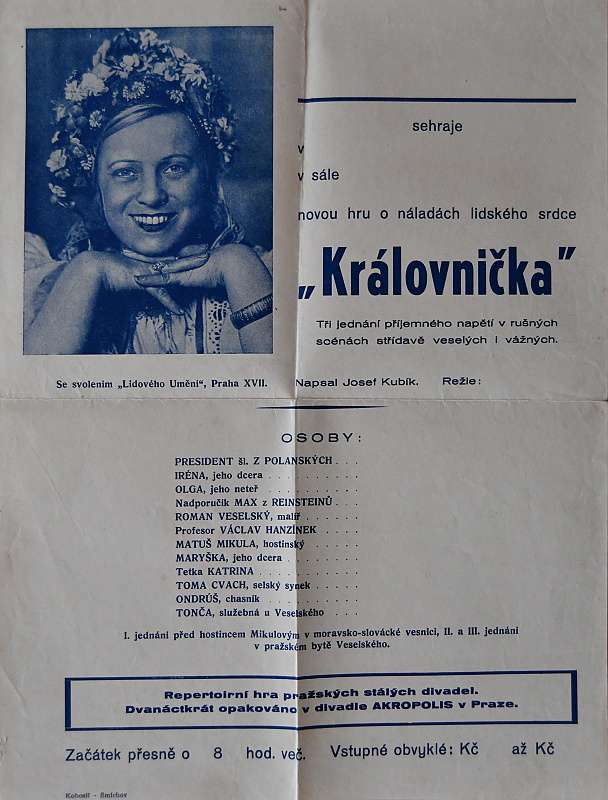 sehraje
v
v sále
novou hru o náladách lidského srdce
„Královnička"
Tři jednání příjemného napětí v rušných
scénách střídavě veselých i vážných.
Se svolením „Lidového Umění", Praha XVII.
Napsal Josef Kubík. Režie:
OSOBY:
PRESIDENT šl. Z POLANSKÝCH . . .
IRÉNA, jeho dcera . . . . . . . . . .
OLGA, jeho neteř . . . . . . . . . .
Nadporučík MAX z REINSTEINŮ . . .
ROMAN VESELSKÝ, malíř . . . . . .
Profesor VÁCLAV HANZÍNEK . . . .
MATUŠ MIKULA, hostinský . . . . .
MARYŠKA, jeho dcera . . . . . . .
Tetka KATRINA . . . . . . . . . .
TOMA CVACH, selský synek . . . . .
ONDRÚŠ, chasník . . . . . . . . .
TONČA, služebná u Veselského . . .
I. jednání před hostincem Mikulovým v moravsko-slovácké vesnici, II. a III. jednání
v pražském bytě Veselského.
Repertoirní hra pražských stálých divadel.
Dvanáctkrát opakováno v divadle AKROPOLIS v Praze.
Začátek přesně o 8 hod. več. Vstupné obvyklé: Kč až Kč
Kohosil - Smíchov